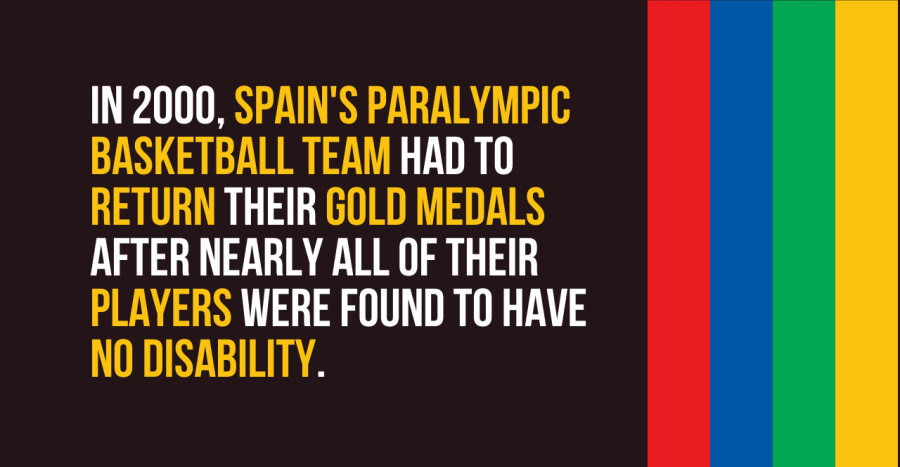 IN 2000, SPAIN'S PARALYMPIC
BASKETBALL TEAM HAD TO
RETURN THEIR GOLD MEDALS
AFTER NEARLY ALL OF THEIR
PLAYERS WERE FOUND TO HAVE
NO DISABILITY.